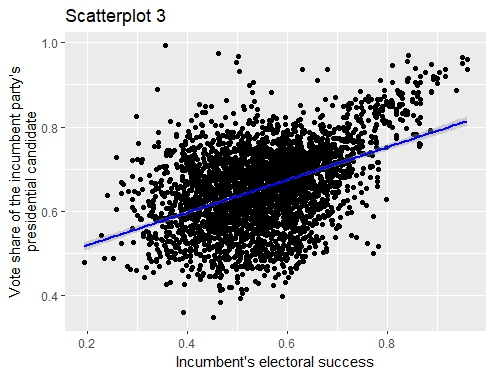 Scatterplot 3
Vote share of the incumbent party's
presidential candidate
1.0
0.8
0.6
0.4
0.2
0.4
0.6
0.8
Incumbent's electoral success